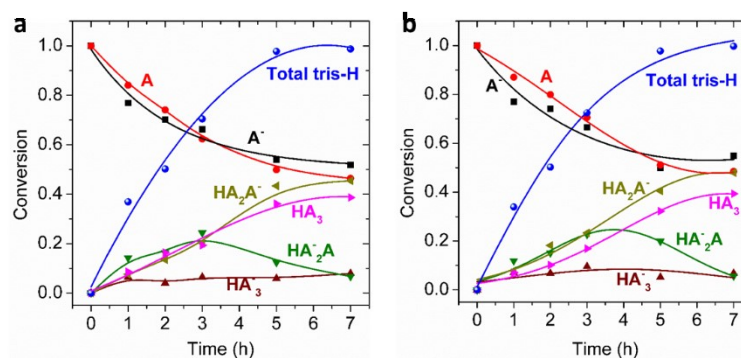 a
1.0
0.8
0.6
0.4
0.2
0.0
Conversion
A
Total tris-H
A⁻
HA₂A⁻
HA₃
HA⁻₂A
HA⁻₃
0 1 2 3 4 5 6 7
Time (h)
b
1.0
0.8
0.6
0.4
0.2
0.0
Conversion
A
Total tris-H
A⁻
HA₂A⁻
HA₃
HA⁻₂A
HA⁻₃
0 1 2 3 4 5 6 7
Time (h)